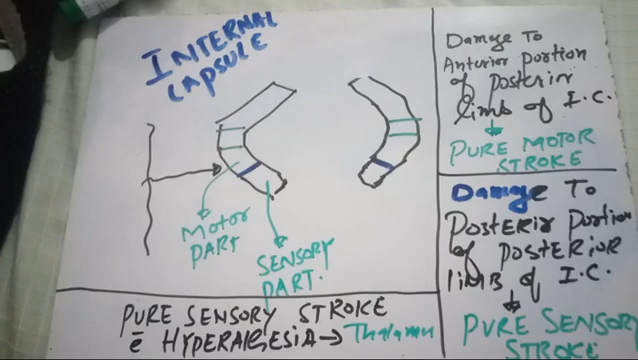 INTERNAL
CAPSULE
MOTOR
PART
SENSORY
PART.
PURE SENSORY STROKE
ē HYPERALGESIA → Thalamus
Damage To
Anterior portion
of posterior
limb of I.C.
PURE MOTOR
STROKE
Damage To
Posterior Portion
of POSTERIOR
limb of I.C.
PURE SENSORY
STROKE